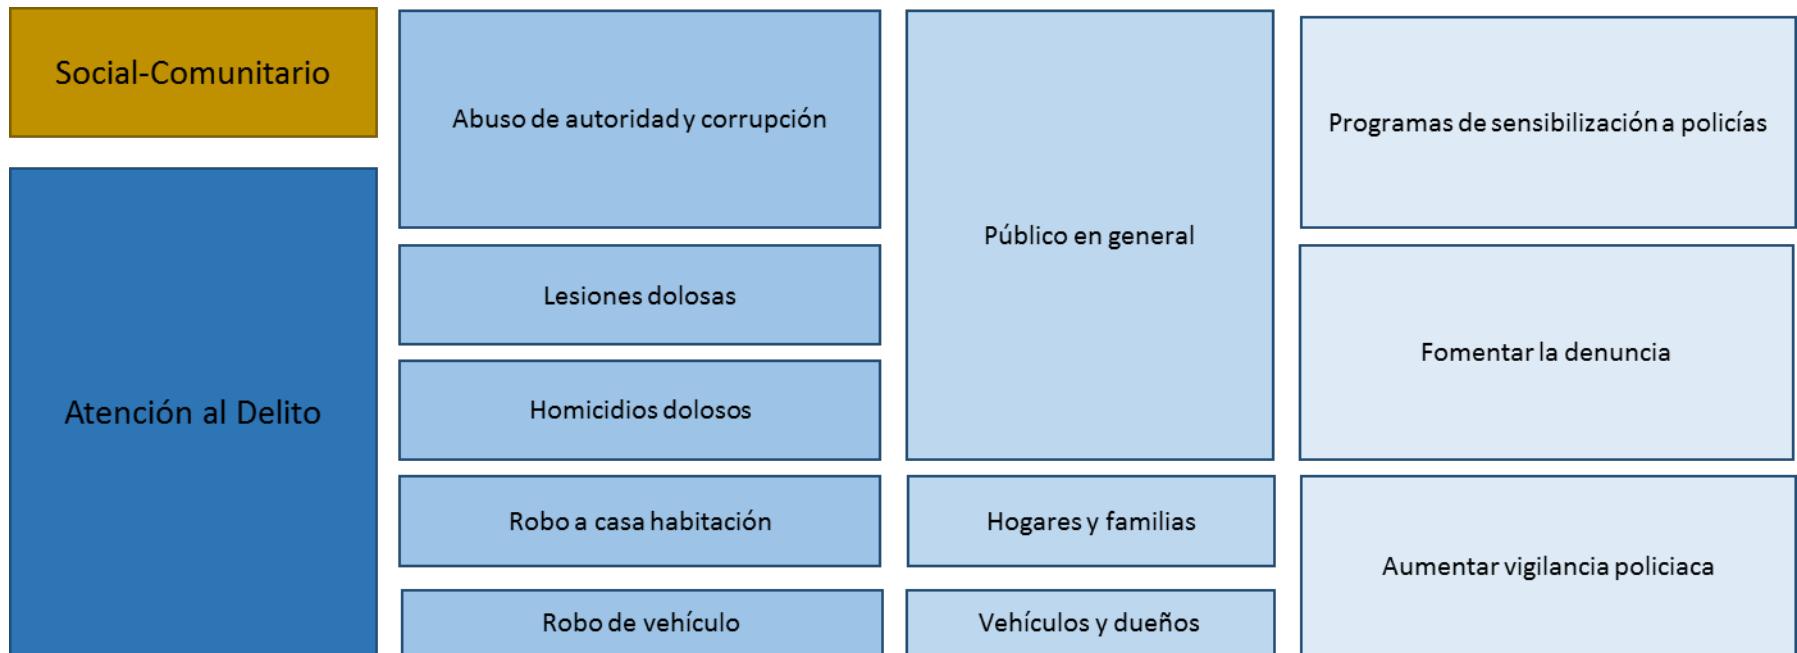 Social-Comunitario
Atención al Delito
Abuso de autoridad y corrupción
Lesiones dolosas
Homicidios dolosos
Robo a casa habitación
Robo de vehículo
Público en general
Hogares y familias
Vehículos y dueños
Programas de sensibilización a policías
Fomentar la denuncia
Aumentar vigilancia policiaca